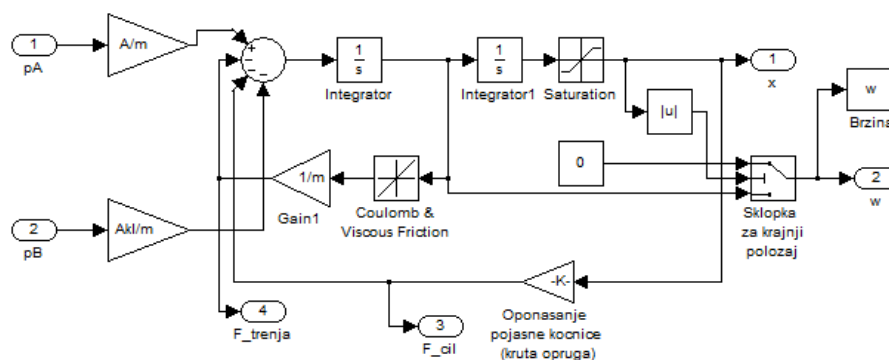 1
pA
A/m
+
−
−
−
1
s
Integrator
1
s
Integrator1
Saturation
|u|
1
x
w
Brzina
0
Sklopka
za krajnji
polozaj
2
w
1/m
Gain1
Coulomb &
Viscous Friction
2
pB
Akl/m
-K-
Oponasanje
pojasne kocnice
(kruta opruga)
4
F_trenja
3
F_cil